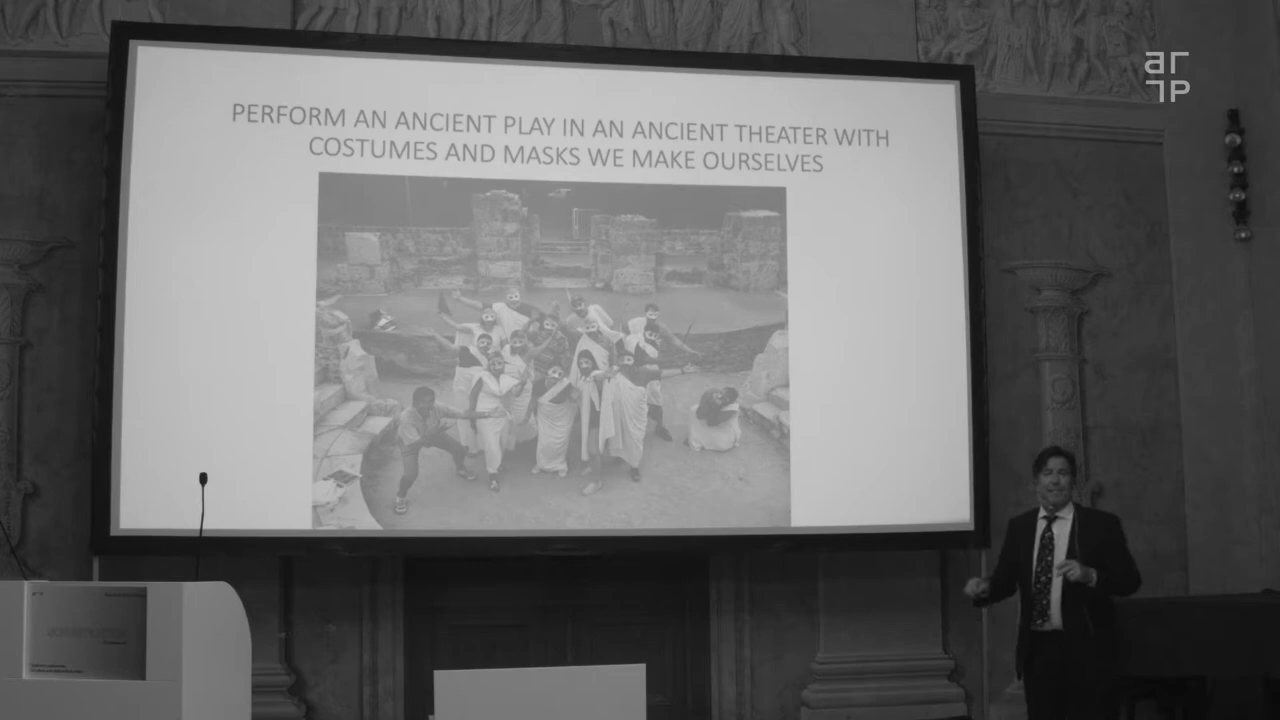 PERFORM AN ANCIENT PLAY IN AN ANCIENT THEATER WITH
COSTUMES AND MASKS WE MAKE OURSELVES